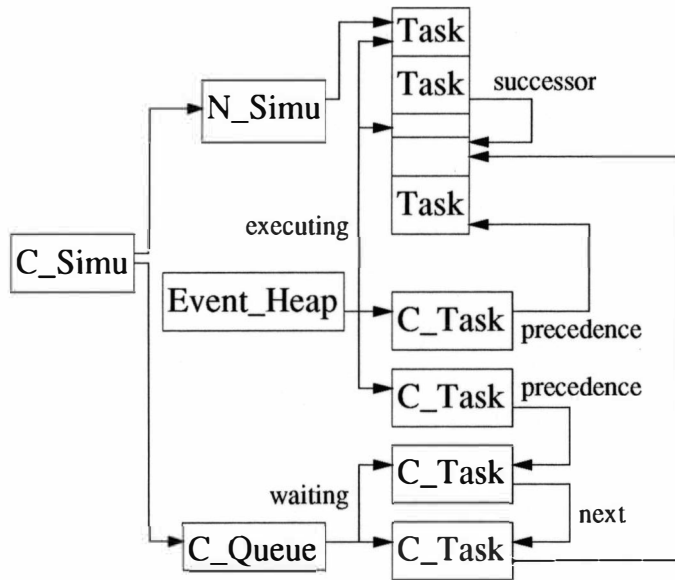 Task
Task
successor
N_Simu
Task
executing
C_Simu
Event_Heap
C_Task
precedence
C_Task
precedence
C_Task
waiting
next
C_Queue
C_Task